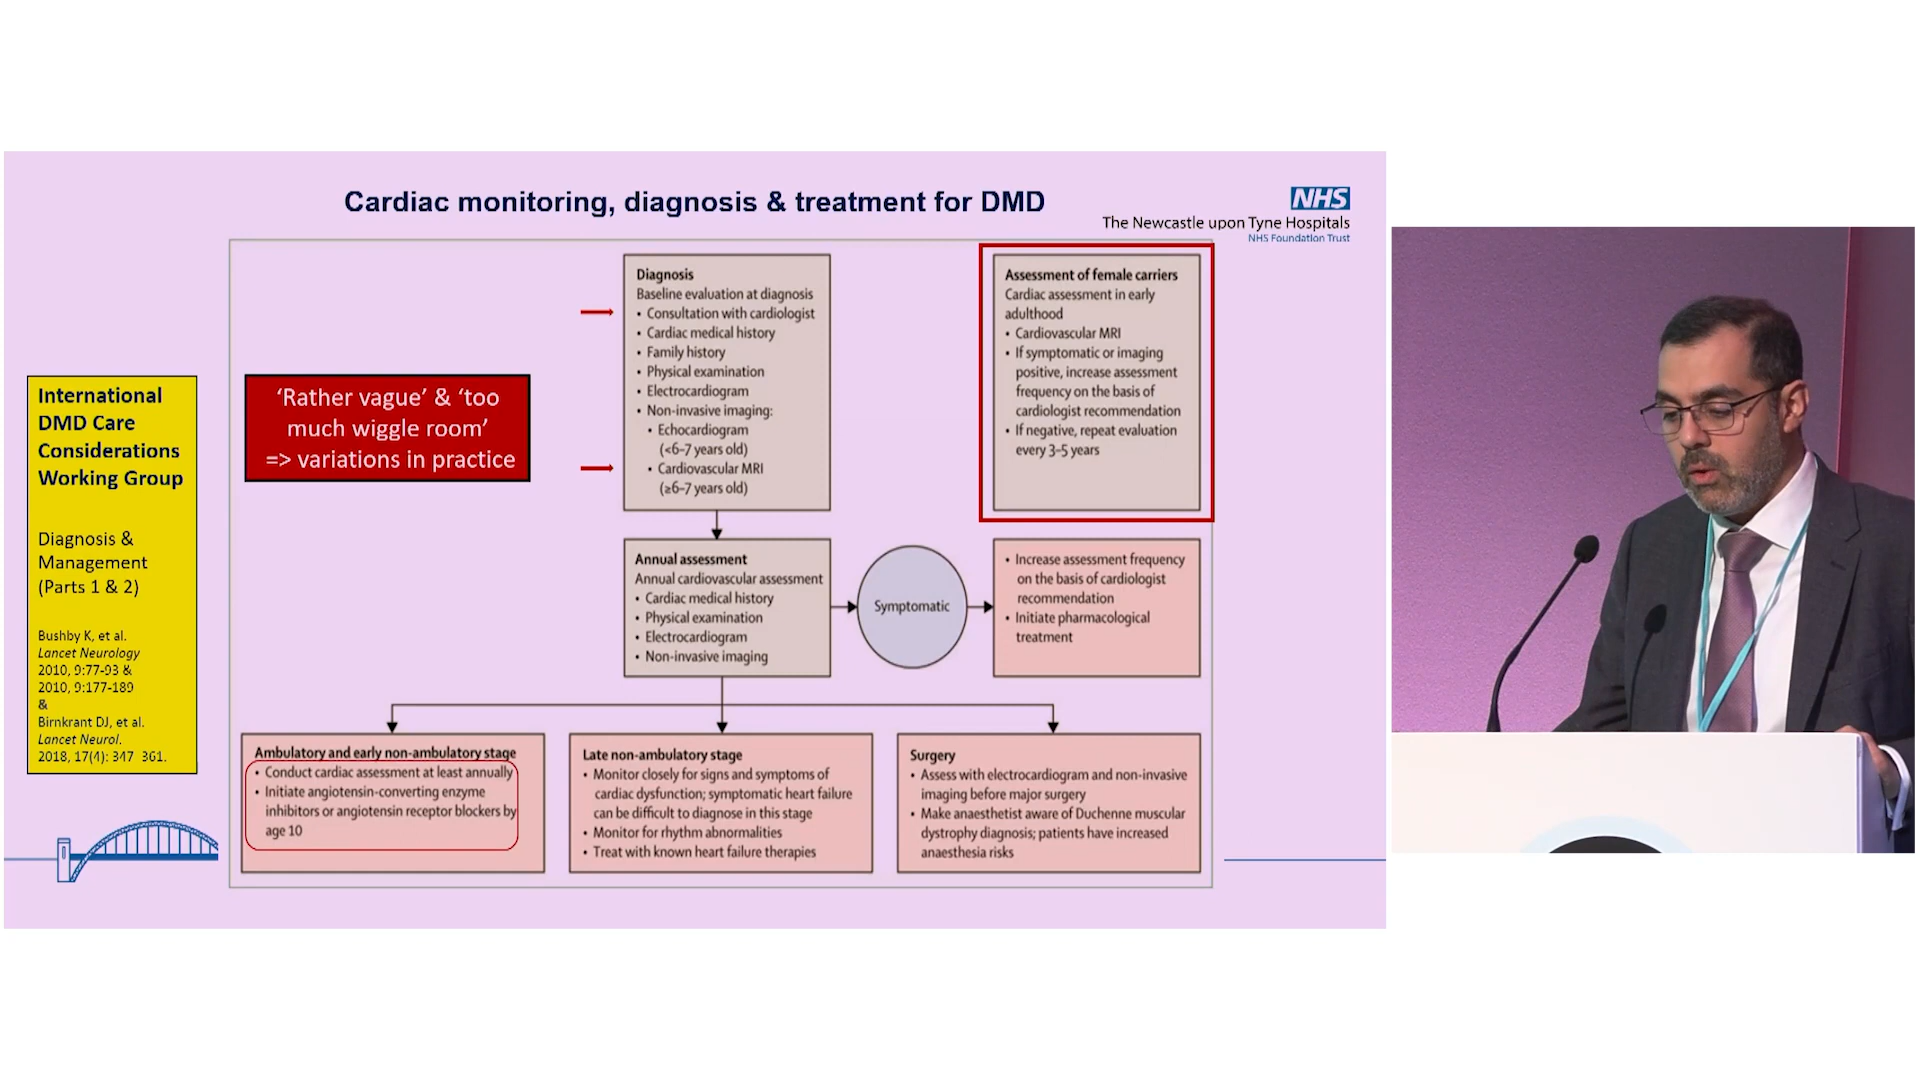 Cardiac monitoring, diagnosis & treatment for DMD
NHS
The Newcastle upon Tyne Hospitals
NHS Foundation Trust
International
DMD Care
Considerations
Working Group
Diagnosis &
Management
(Parts 1 & 2)
Bushby K, et al.
Lancet Neurology
2010, 9:77-93 &
2010, 9:177-189
&
Birnkrant DJ, et al.
Lancet Neurol.
2018, 17(4): 347 361.
‘Rather vague’ & ‘too
much wiggle room’
=> variations in practice
Diagnosis
Baseline evaluation at diagnosis
• Consultation with cardiologist
• Cardiac medical history
• Family history
• Physical examination
• Electrocardiogram
• Non-invasive imaging:
• Echocardiogram
(<6–7 years old)
• Cardiovascular MRI
(≥6–7 years old)
Assessment of female carriers
Cardiac assessment in early
adulthood
• Cardiovascular MRI
• If symptomatic or imaging
positive, increase assessment
frequency on the basis of
cardiologist recommendation
• If negative, repeat evaluation
every 3–5 years
Annual assessment
Annual cardiovascular assessment
• Cardiac medical history
• Physical examination
• Electrocardiogram
• Non-invasive imaging
Symptomatic
• Increase assessment frequency
on the basis of cardiologist
recommendation
• Initiate pharmacological
treatment
Ambulatory and early non-ambulatory stage
• Conduct cardiac assessment at least annually
• Initiate angiotensin-converting enzyme
inhibitors or angiotensin receptor blockers by
age 10
Late non-ambulatory stage
• Monitor closely for signs and symptoms of
cardiac dysfunction; symptomatic heart failure
can be difficult to diagnose in this stage
• Monitor for rhythm abnormalities
• Treat with known heart failure therapies
Surgery
• Assess with electrocardiogram and non-invasive
imaging before major surgery
• Make anaesthetist aware of Duchenne muscular
dystrophy diagnosis; patients have increased
anaesthesia risks